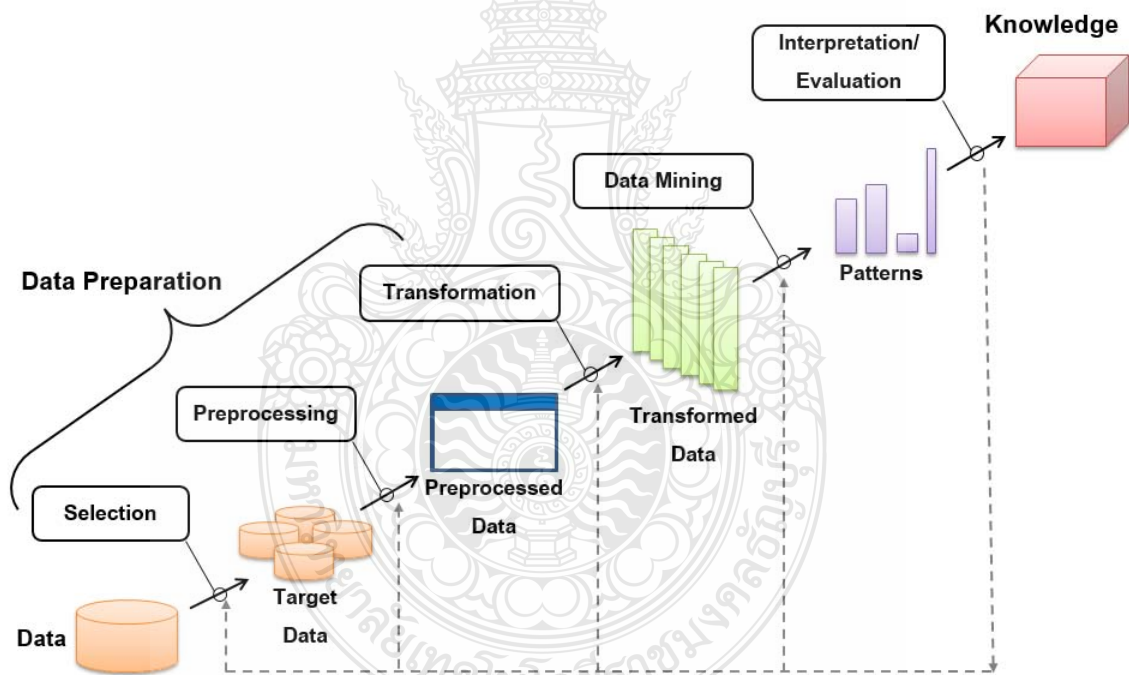 Knowledge
Interpretation/
Evaluation
Data Mining
Patterns
Data Preparation
Transformation
Transformed
Data
Preprocessing
Preprocessed
Data
Selection
Target
Data
Data